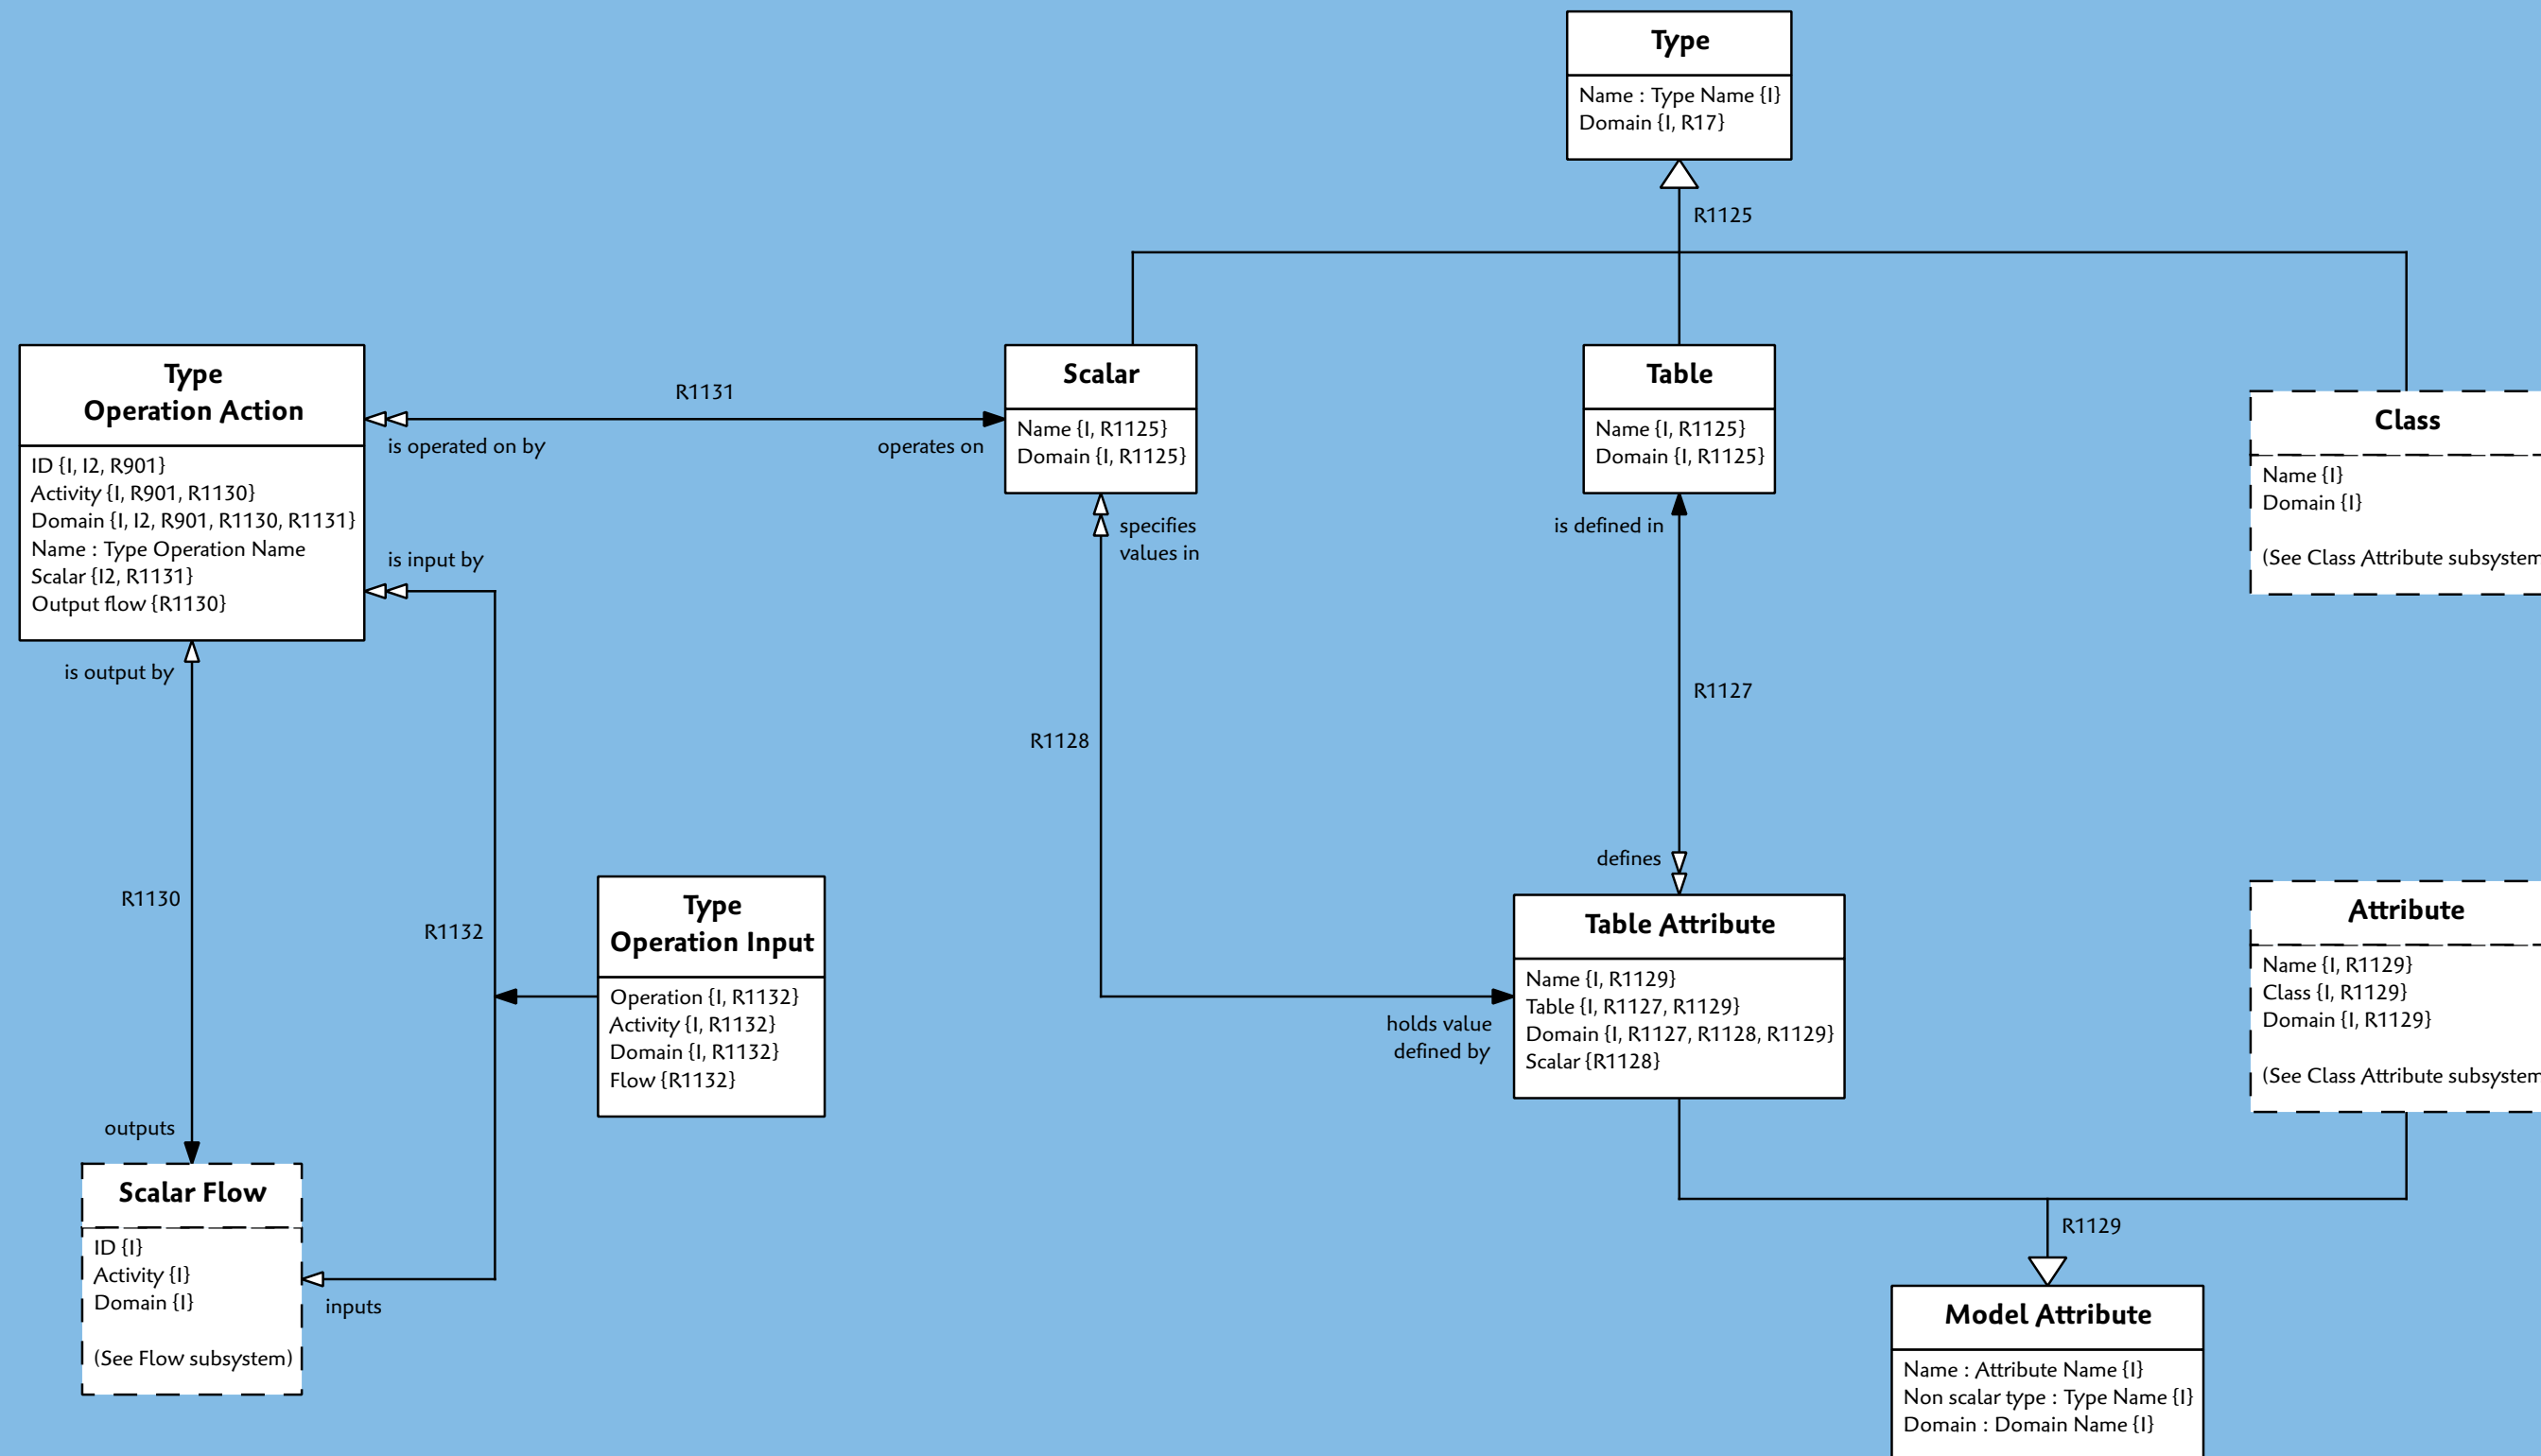 Type
Name : Type Name {I}
Domain {I, R17}
R1125
Type
Operation Action
ID {I, I2, R901}
Activity {I, R901, R1130}
Domain {I, I2, R901, R1130, R1131}
Name : Type Operation Name
Scalar {I2, R1131}
Output flow {R1130}
R1131
is operated on by
operates on
Scalar
Name {I, R1125}
Domain {I, R1125}
Table
Name {I, R1125}
Domain {I, R1125}
Class
Name {I}
Domain {I}
(See Class Attribute subsystem
is input by
specifies
values in
is defined in
is output by
R1127
R1128
defines
R1130
R1132
Type
Operation Input
Operation {I, R1132}
Activity {I, R1132}
Domain {I, R1132}
Flow {R1132}
Table Attribute
Name {I, R1129}
Table {I, R1127, R1129}
Domain {I, R1127, R1128, R1129}
Scalar {R1128}
holds value
defined by
Attribute
Name {I, R1129}
Class {I, R1129}
Domain {I, R1129}
(See Class Attribute subsystem
outputs
Scalar Flow
ID {I}
Activity {I}
Domain {I}
(See Flow subsystem)
inputs
R1129
Model Attribute
Name : Attribute Name {I}
Non scalar type : Type Name {I}
Domain : Domain Name {I}